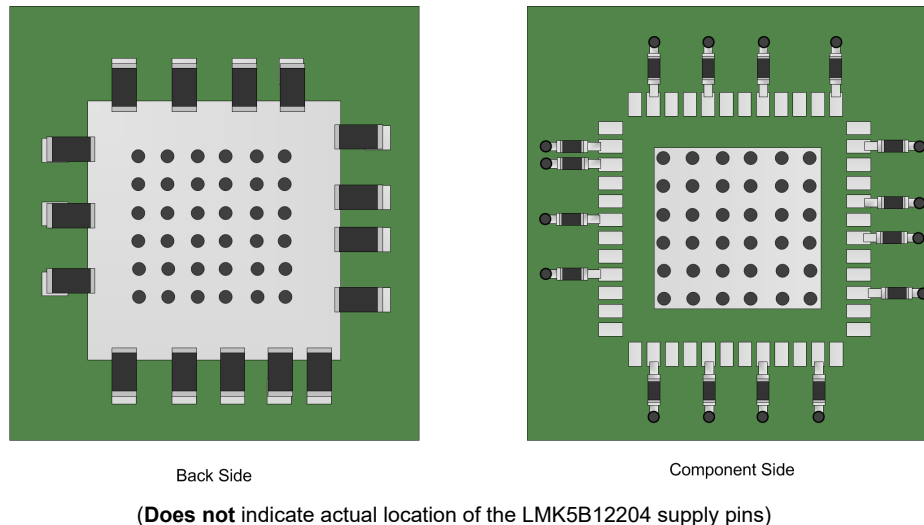 Back Side
Component Side
(Does not indicate actual location of the LMK5B12204 supply pins)